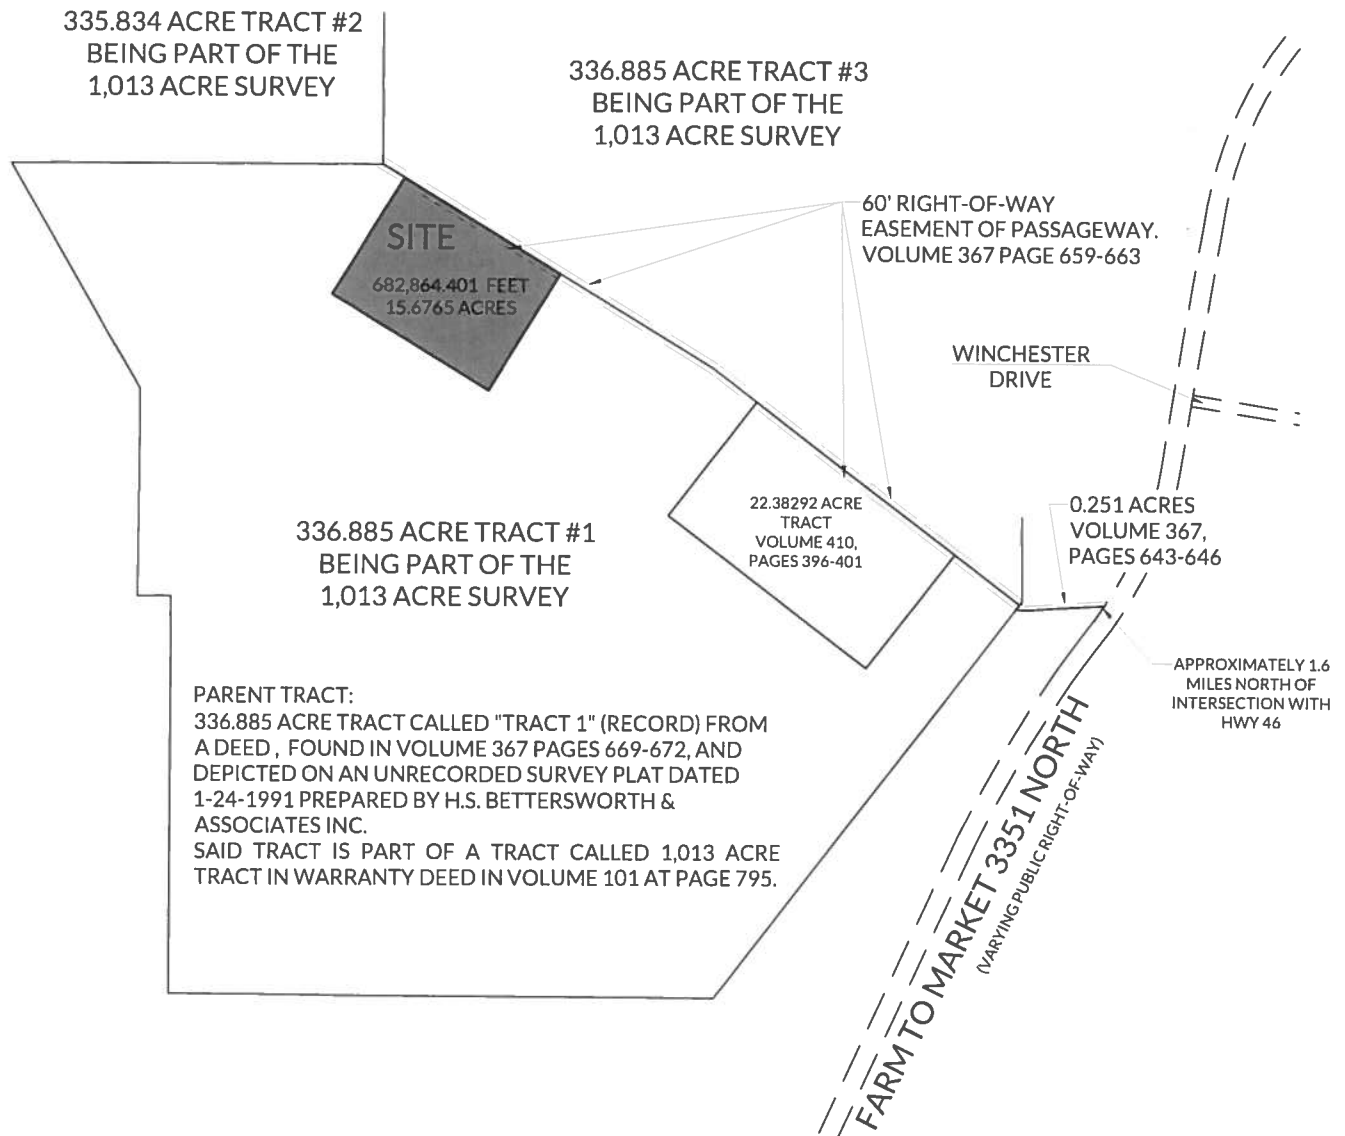 335.834 ACRE TRACT #2
BEING PART OF THE
1,013 ACRE SURVEY
336.885 ACRE TRACT #3
BEING PART OF THE
1,013 ACRE SURVEY
60' RIGHT-OF-WAY
EASEMENT OF PASSAGEWAY.
VOLUME 367 PAGE 659-663
SITE
682,864.401 FEET
15.6765 ACRES
WINCHESTER
DRIVE
22.38292 ACRE
TRACT
VOLUME 410,
PAGES 396-401
0.251 ACRES
VOLUME 367,
PAGES 643-646
336.885 ACRE TRACT #1
BEING PART OF THE
1,013 ACRE SURVEY
APPROXIMATELY 1.6
MILES NORTH OF
INTERSECTION WITH
HWY 46
PARENT TRACT:
336.885 ACRE TRACT CALLED "TRACT 1" (RECORD) FROM
A DEED , FOUND IN VOLUME 367 PAGES 669-672, AND
DEPICTED ON AN UNRECORDED SURVEY PLAT DATED
1-24-1991 PREPARED BY H.S. BETTERSWORTH &
ASSOCIATES INC.
SAID TRACT IS PART OF A TRACT CALLED 1,013 ACRE
TRACT IN WARRANTY DEED IN VOLUME 101 AT PAGE 795.
FARM TO MARKET 3351 NORTH
(VARYING PUBLIC RIGHT-OF-WAY)